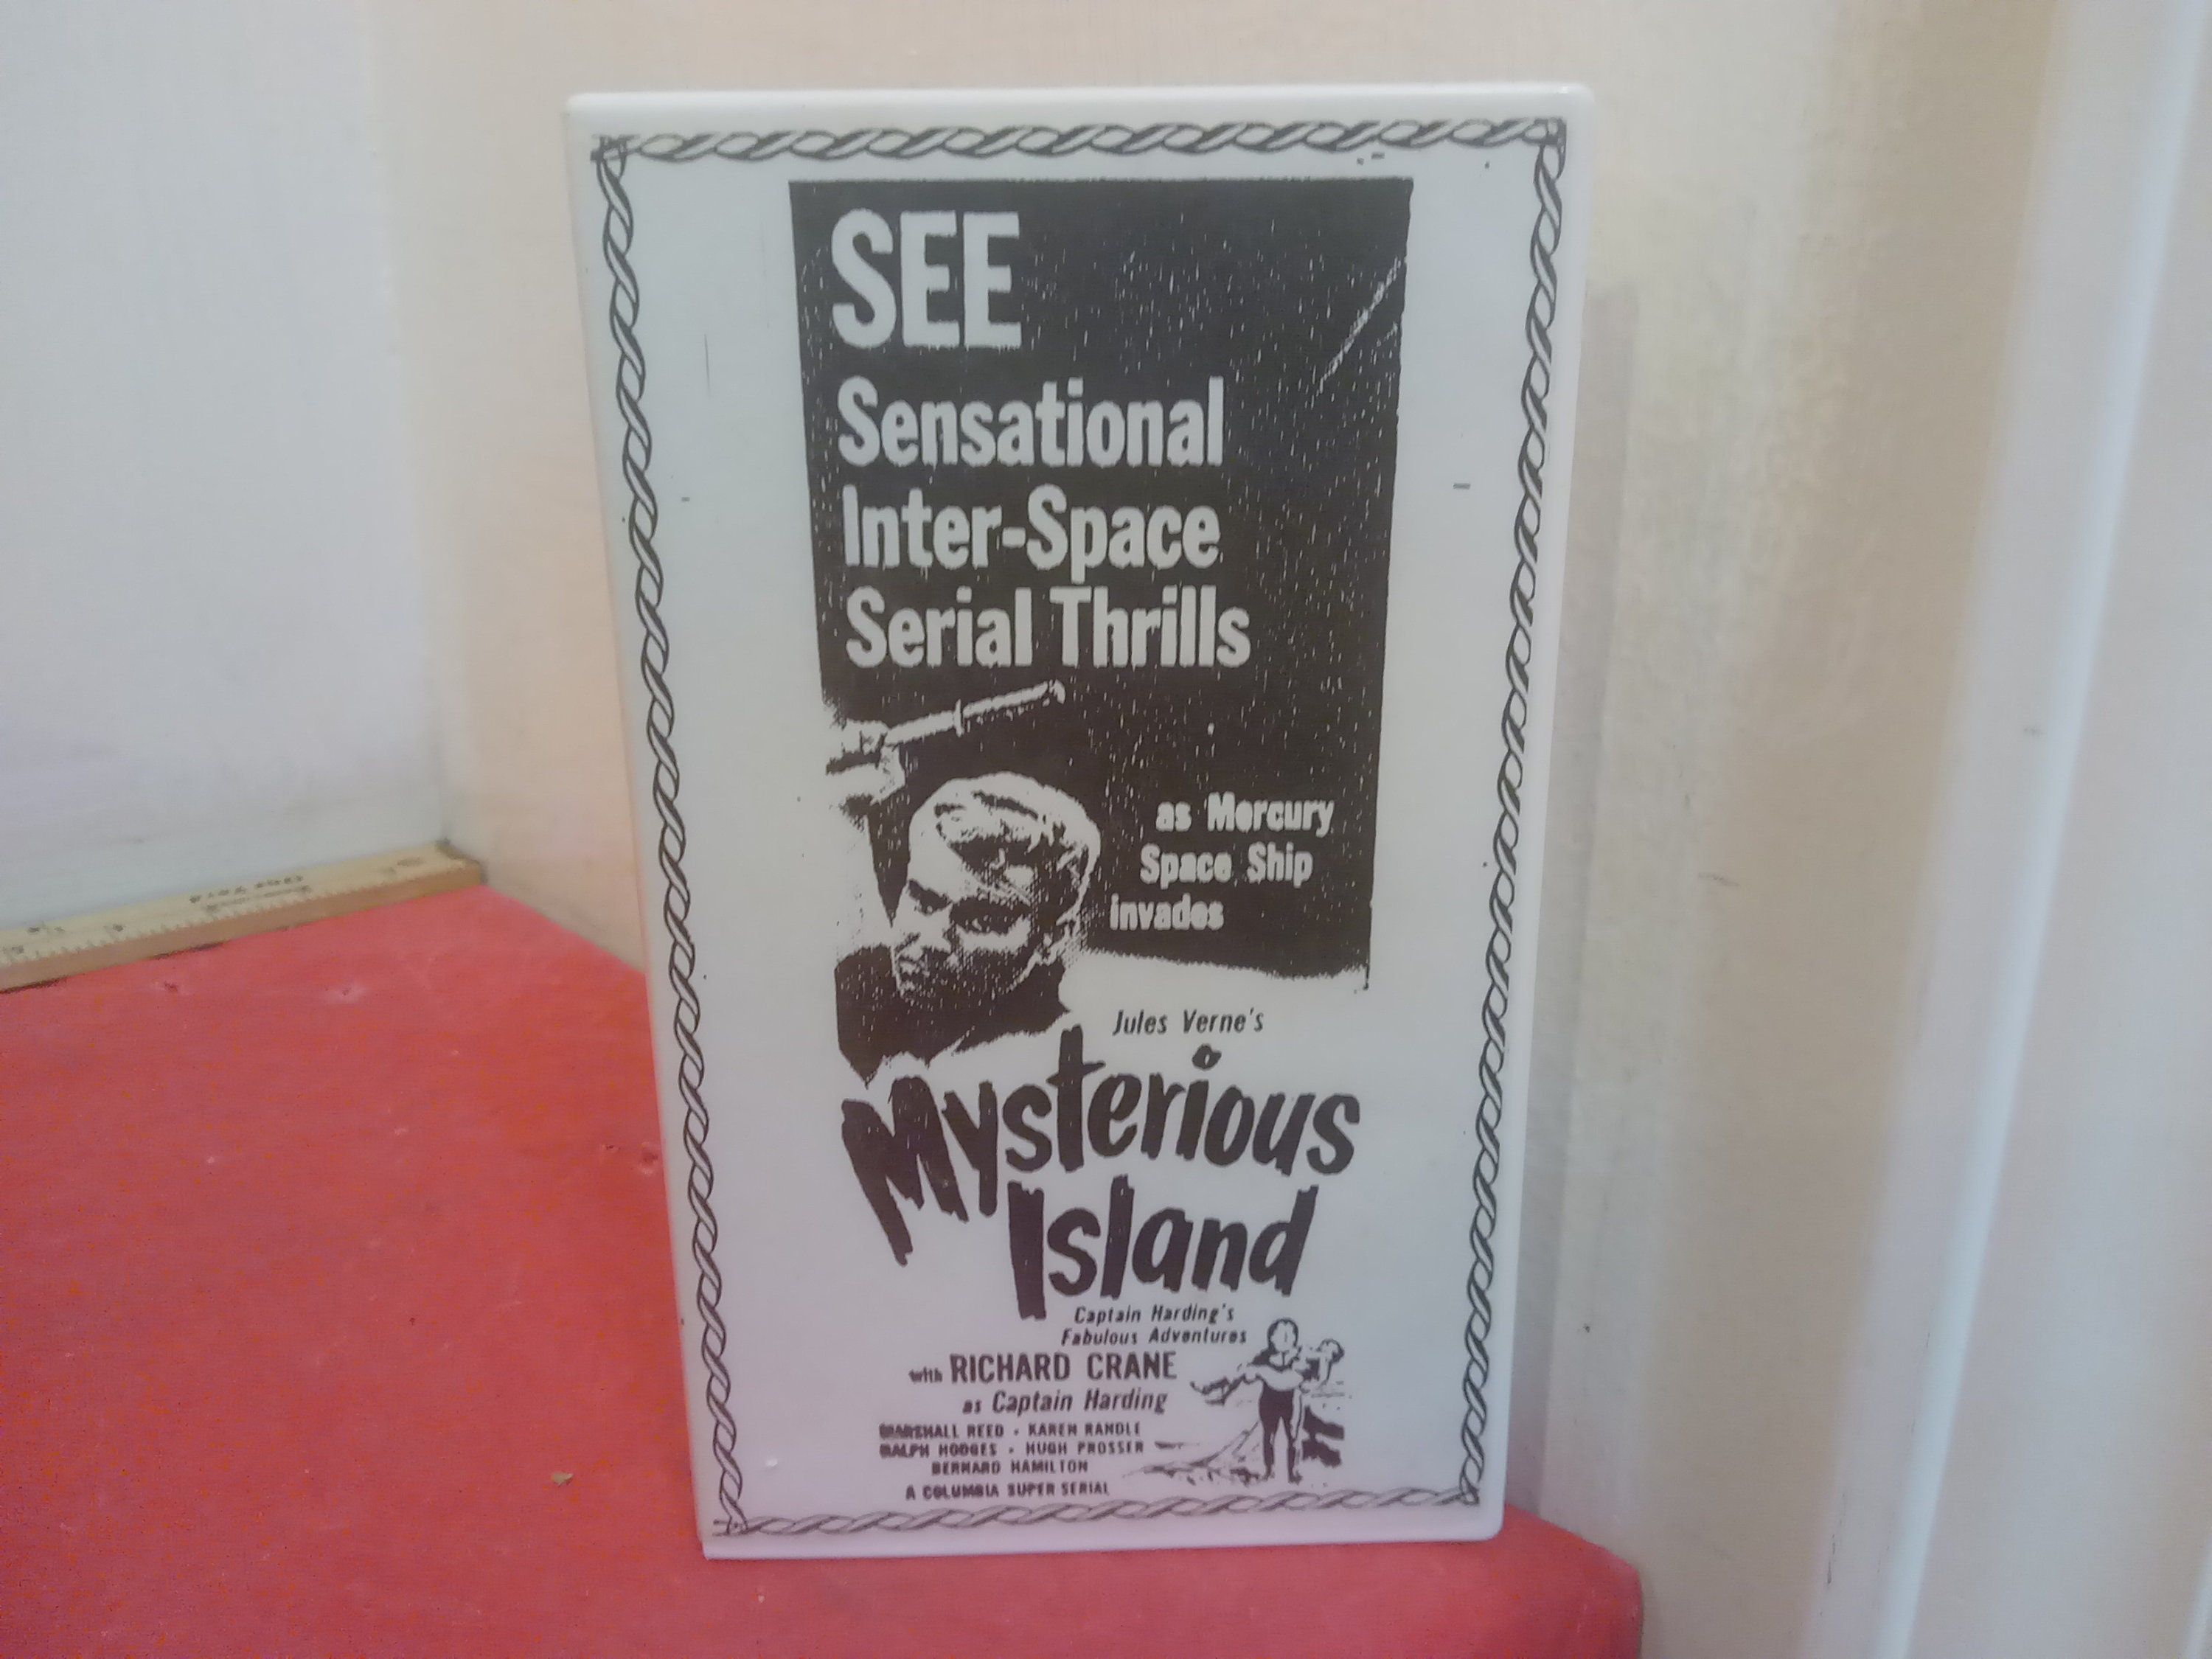 SEE
Sensational
Inter-Space
Serial Thrills
as Mercury
Space Ship
invades
Jules Verne's
Mysterious
Island
Captain Harding's
Fabulous Adventures
with RICHARD CRANE
as Captain Harding
MARSHALL REED • KAREN RANDLE
RALPH HODGES • HUGH PROSSER
BERNARD HAMILTON
A COLUMBIA SUPER SERIAL